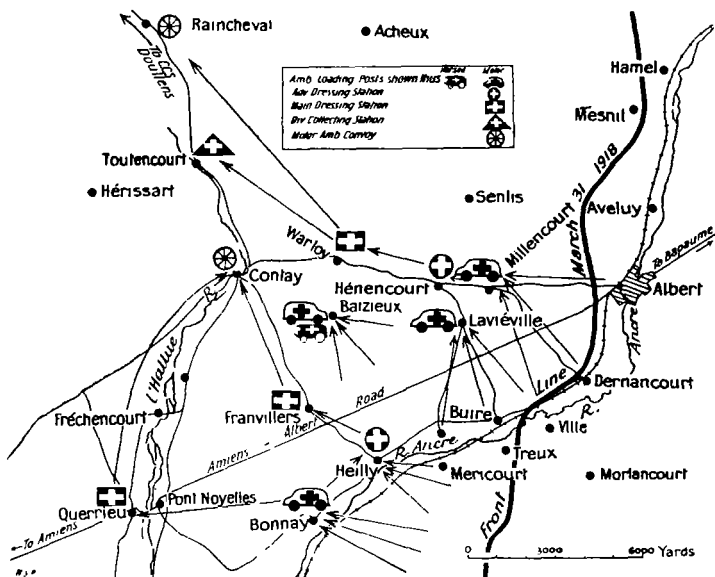 Raincheval
Acheux
To CCS
Doullens
Horsed
Motor
Amb Loading Posts shown thus
Adv Dressing Station
Main Dressing Station
Div Collecting Station
Motor Amb Convoy
Hamel
Mesnil
Toutencourt
Hérissart
Senlis
Millencourt
March 31 1918
Aveluy
To Bapaume
Warloy
Contay
Hénencourt
Albert
Baizieux
Laviéville
Ancre
R.
l'Hallue
Line
Dernancourt
Fréchencourt
Franvillers
Amiens - Albert Road
Buire
R.
Ville
R. Ancre
Heilly
Mericourt
Treux
Morlancourt
Querrieu
Pont Noyelles
Bonnay
Front
To Amiens
0 3000 6000 Yards